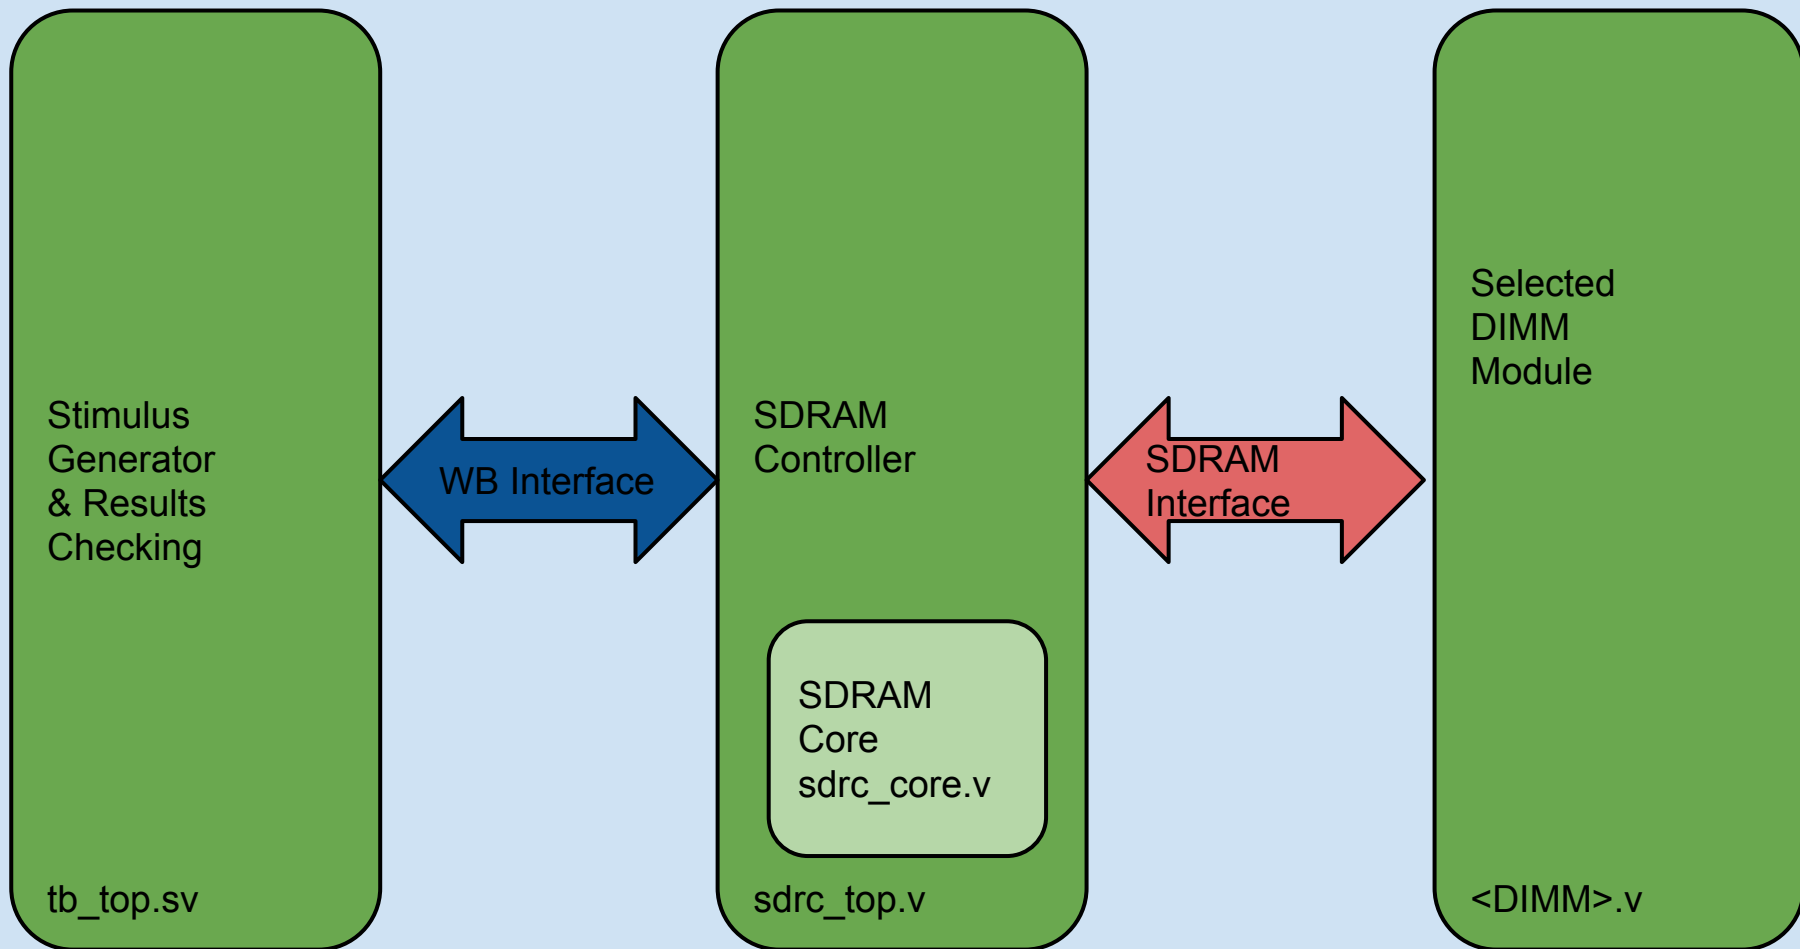 Stimulus
Generator
& Results
Checking
tb_top.sv
WB Interface
SDRAM
Controller
SDRAM
Core
sdrc_core.v
sdrc_top.v
SDRAM
Interface
Selected
DIMM
Module
<DIMM>.v